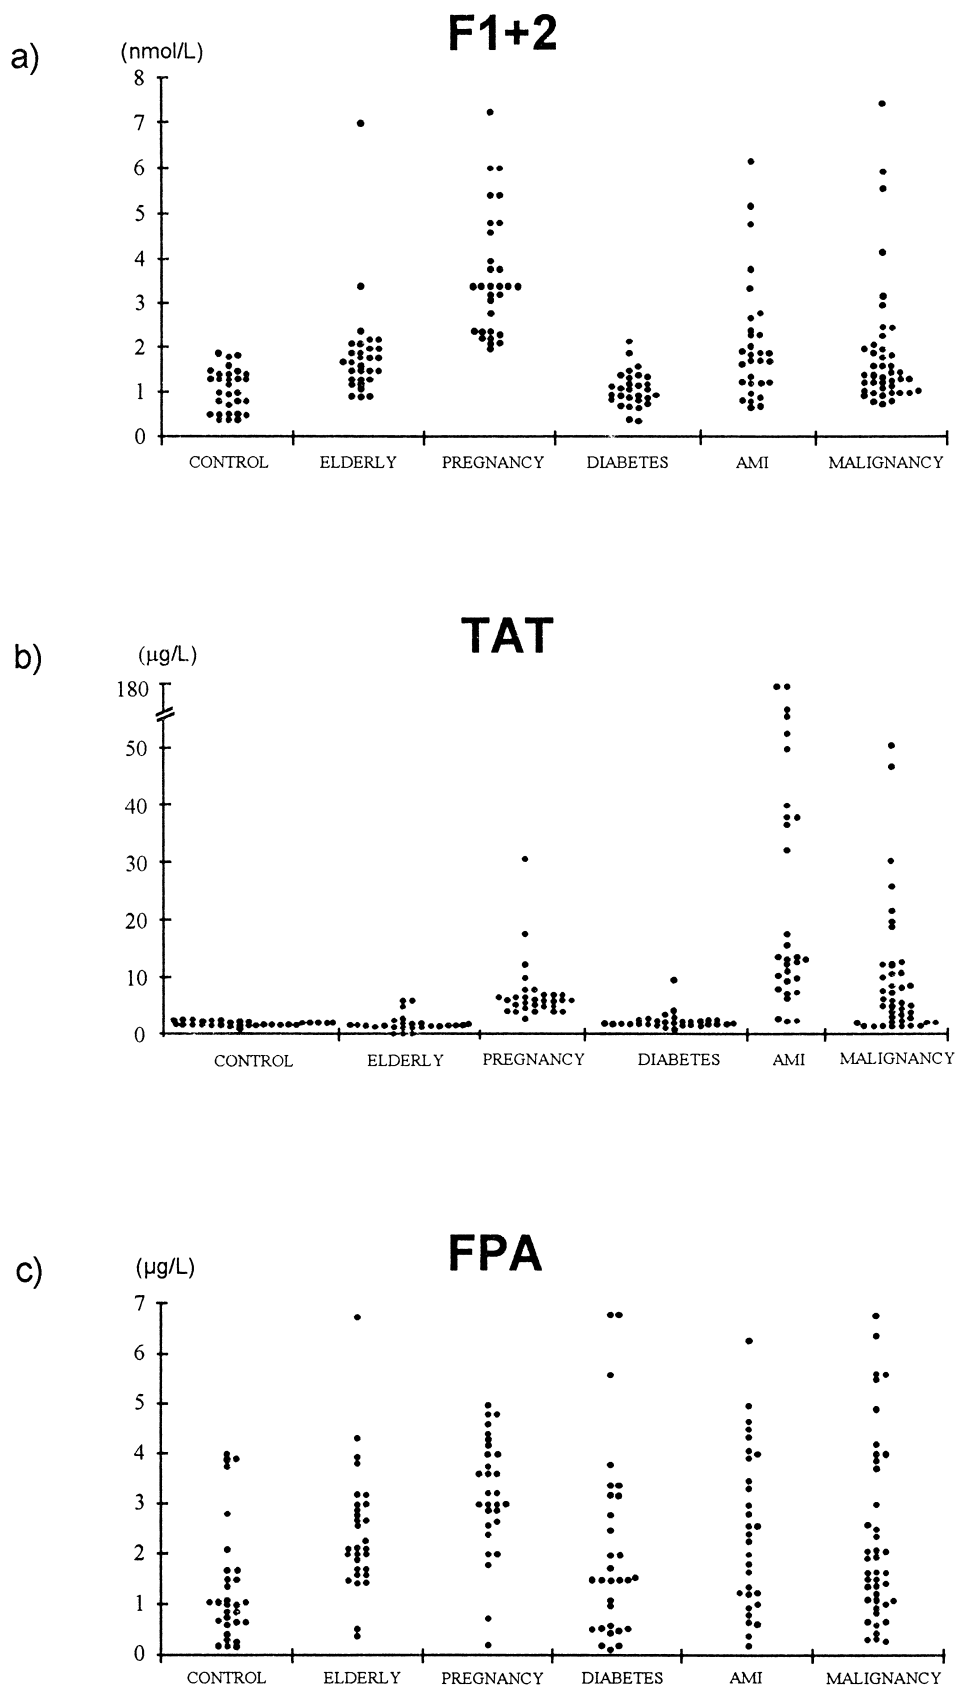 F1+2
a)
(nmol/L)
8
7
6
5
4
3
2
1
0
CONTROL ELDERLY PREGNANCY DIABETES AMI MALIGNANCY
TAT
b)
(μg/L)
180
50
40
30
20
10
0
CONTROL ELDERLY PREGNANCY DIABETES AMI MALIGNANCY
FPA
c)
(μg/L)
7
6
5
4
3
2
1
0
CONTROL ELDERLY PREGNANCY DIABETES AMI MALIGNANCY